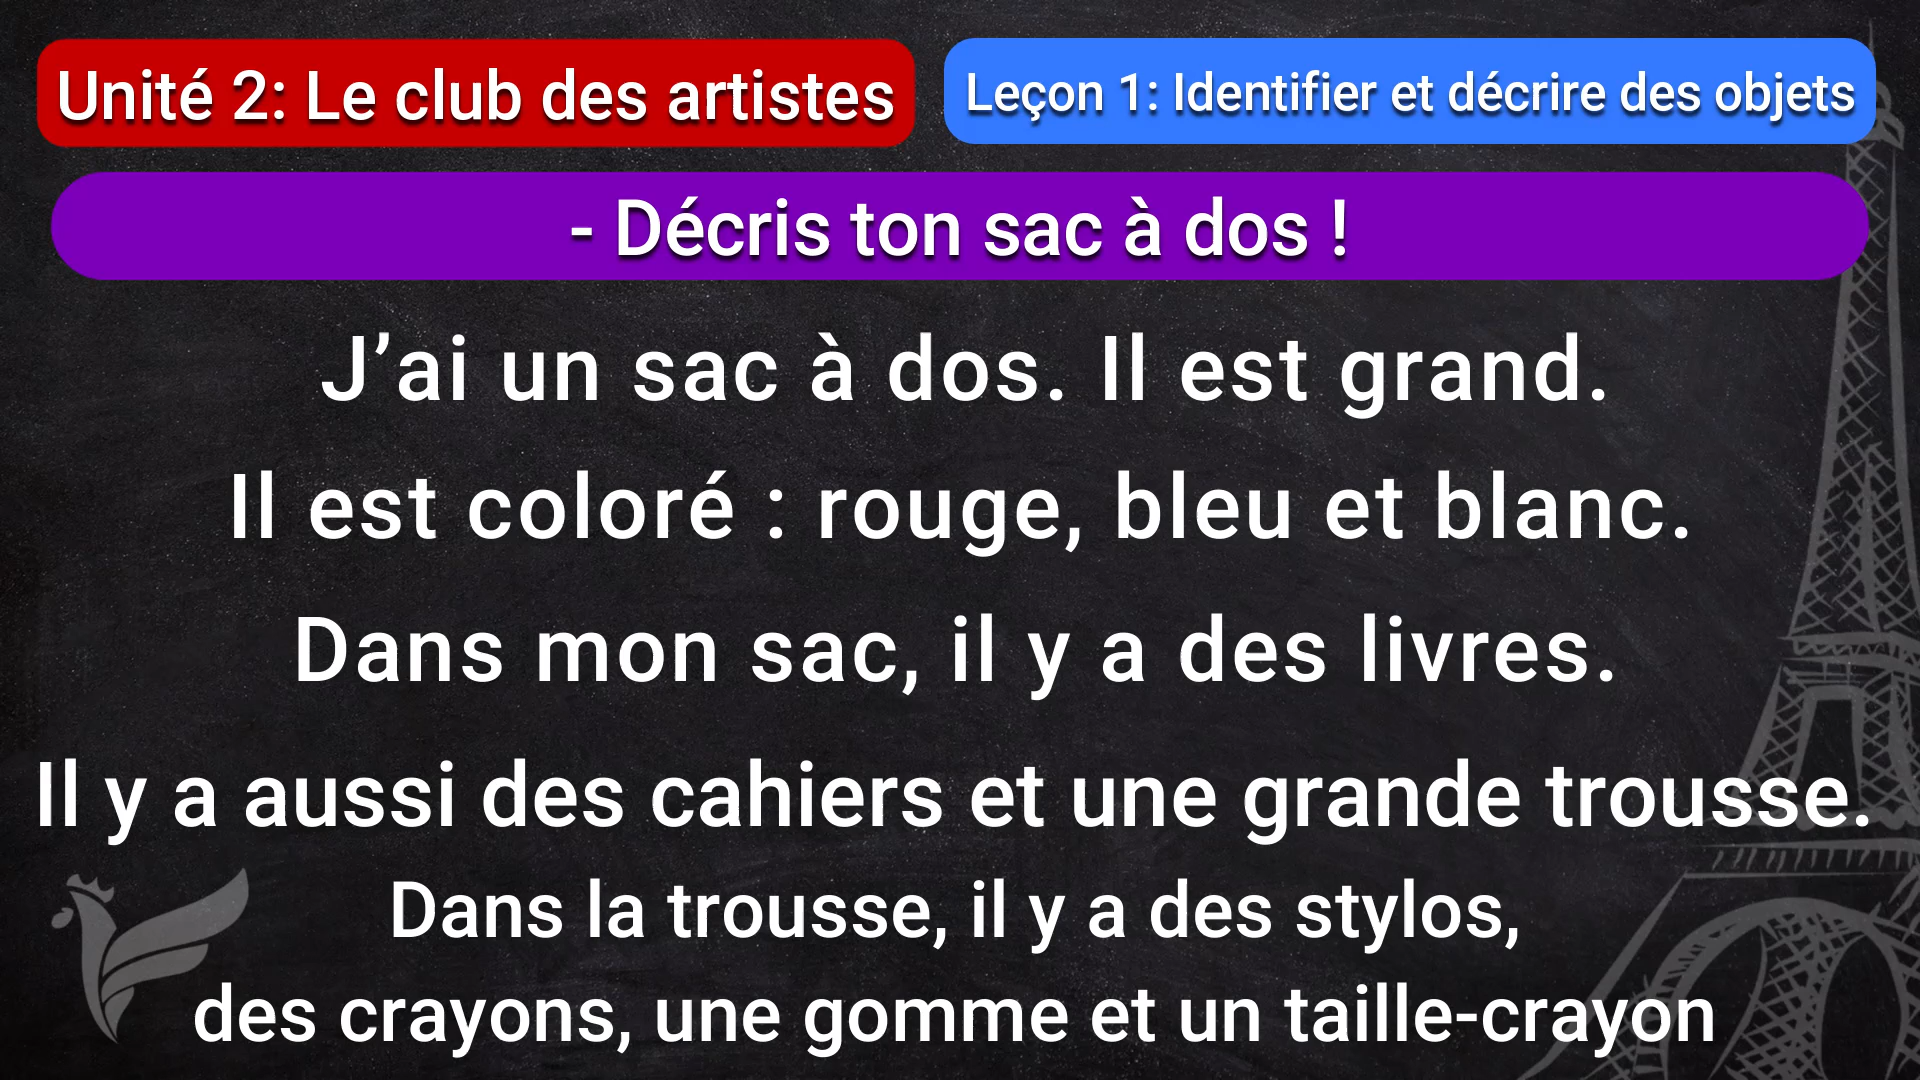 Unité 2: Le club des artistes
Leçon 1: Identifier et décrire des objets
- Décris ton sac à dos !
J’ai un sac à dos. Il est grand.
Il est coloré : rouge, bleu et blanc.
Dans mon sac, il y a des livres.
Il y a aussi des cahiers et une grande trousse.
Dans la trousse, il y a des stylos,
des crayons, une gomme et un taille-crayon